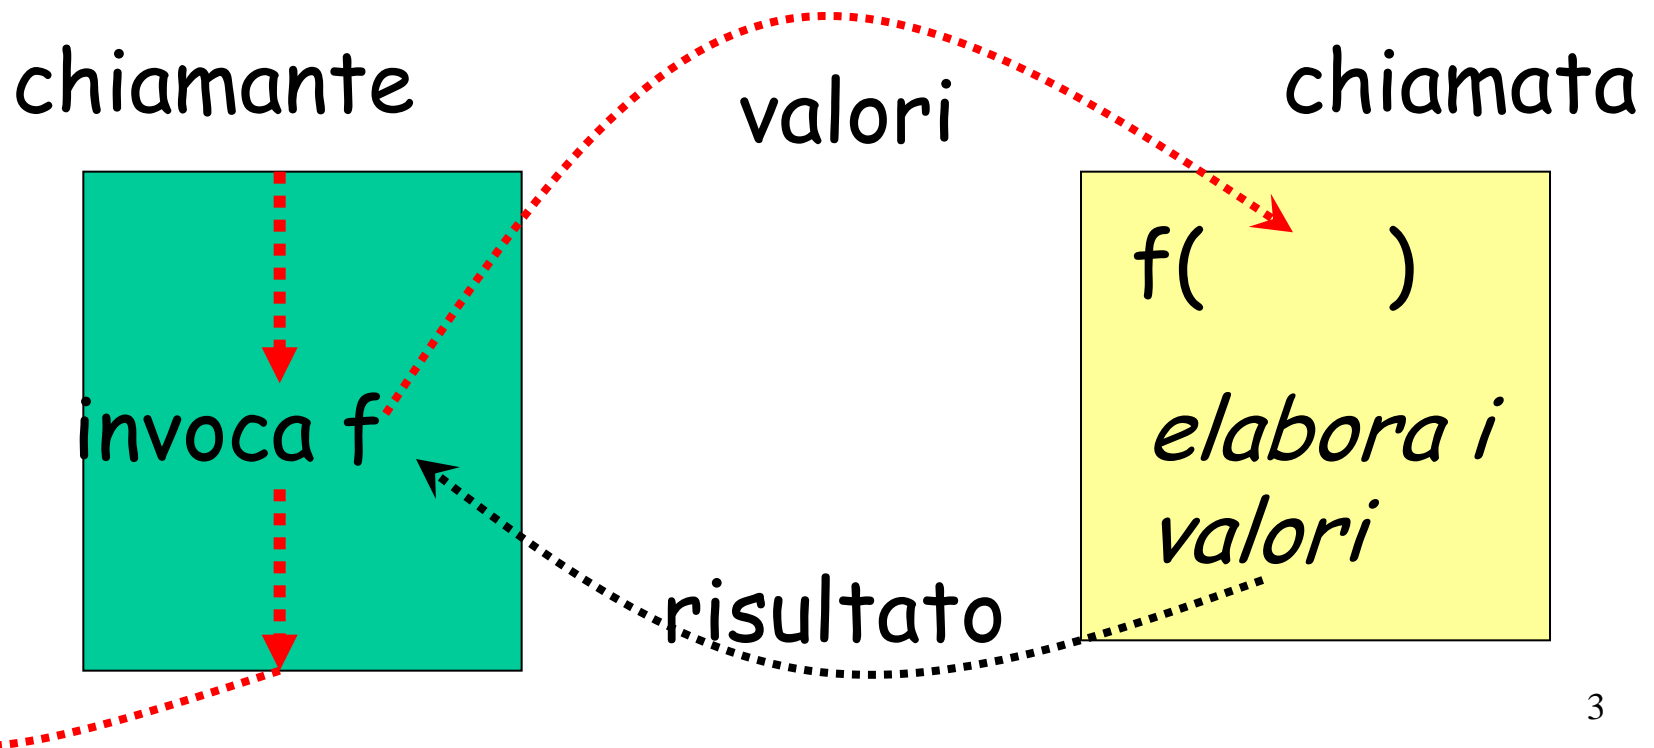 chiamante
valori
chiamata
f( )
invoca f
elabora i
valori
risultato
3